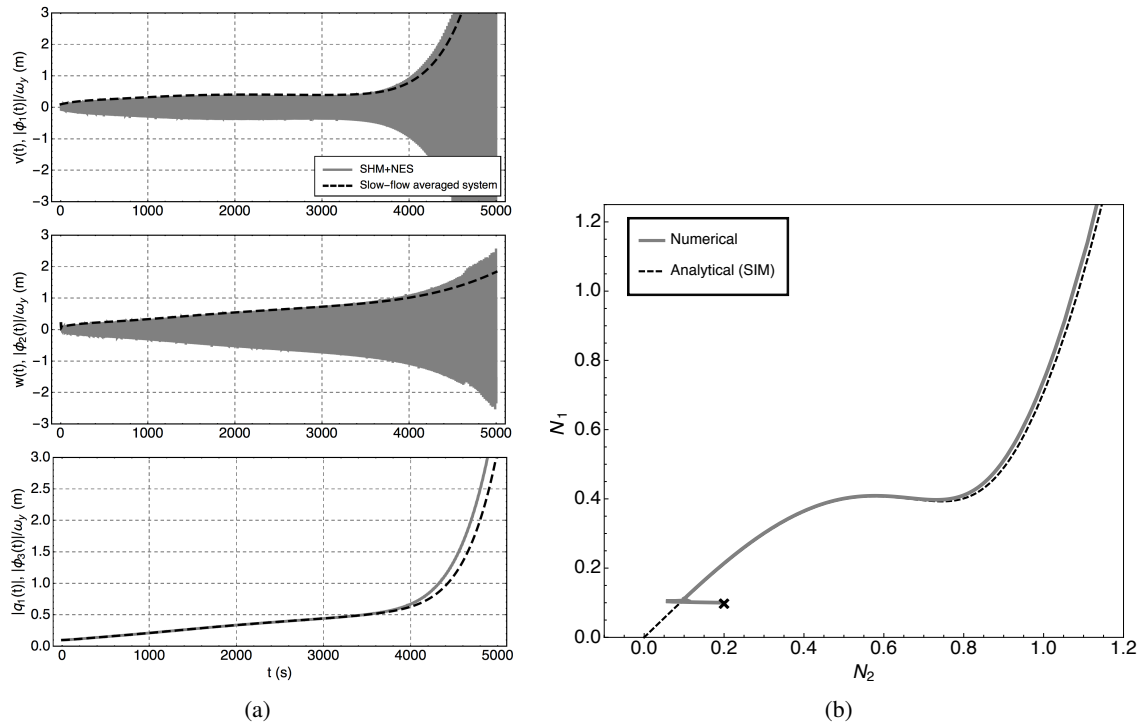 v(t), |ϕ₁(t)|/ω_y (m)
3
2
1
0
−1
−2
−3
SHM+NES
Slow−flow averaged system
0 1000 2000 3000 4000 5000
w(t), |ϕ₂(t)|/ω_y (m)
3
2
1
0
−1
−2
−3
0 1000 2000 3000 4000 5000
|q₁(t)|, |ϕ₃(t)|/ω_y (m)
3.0
2.5
2.0
1.5
1.0
0.5
0.0
0 1000 2000 3000 4000 5000
t (s)
(a)
N₁
1.2
1.0
0.8
0.6
0.4
0.2
0.0
Numerical
Analytical (SIM)
0.0 0.2 0.4 0.6 0.8 1.0 1.2
N₂
(b)